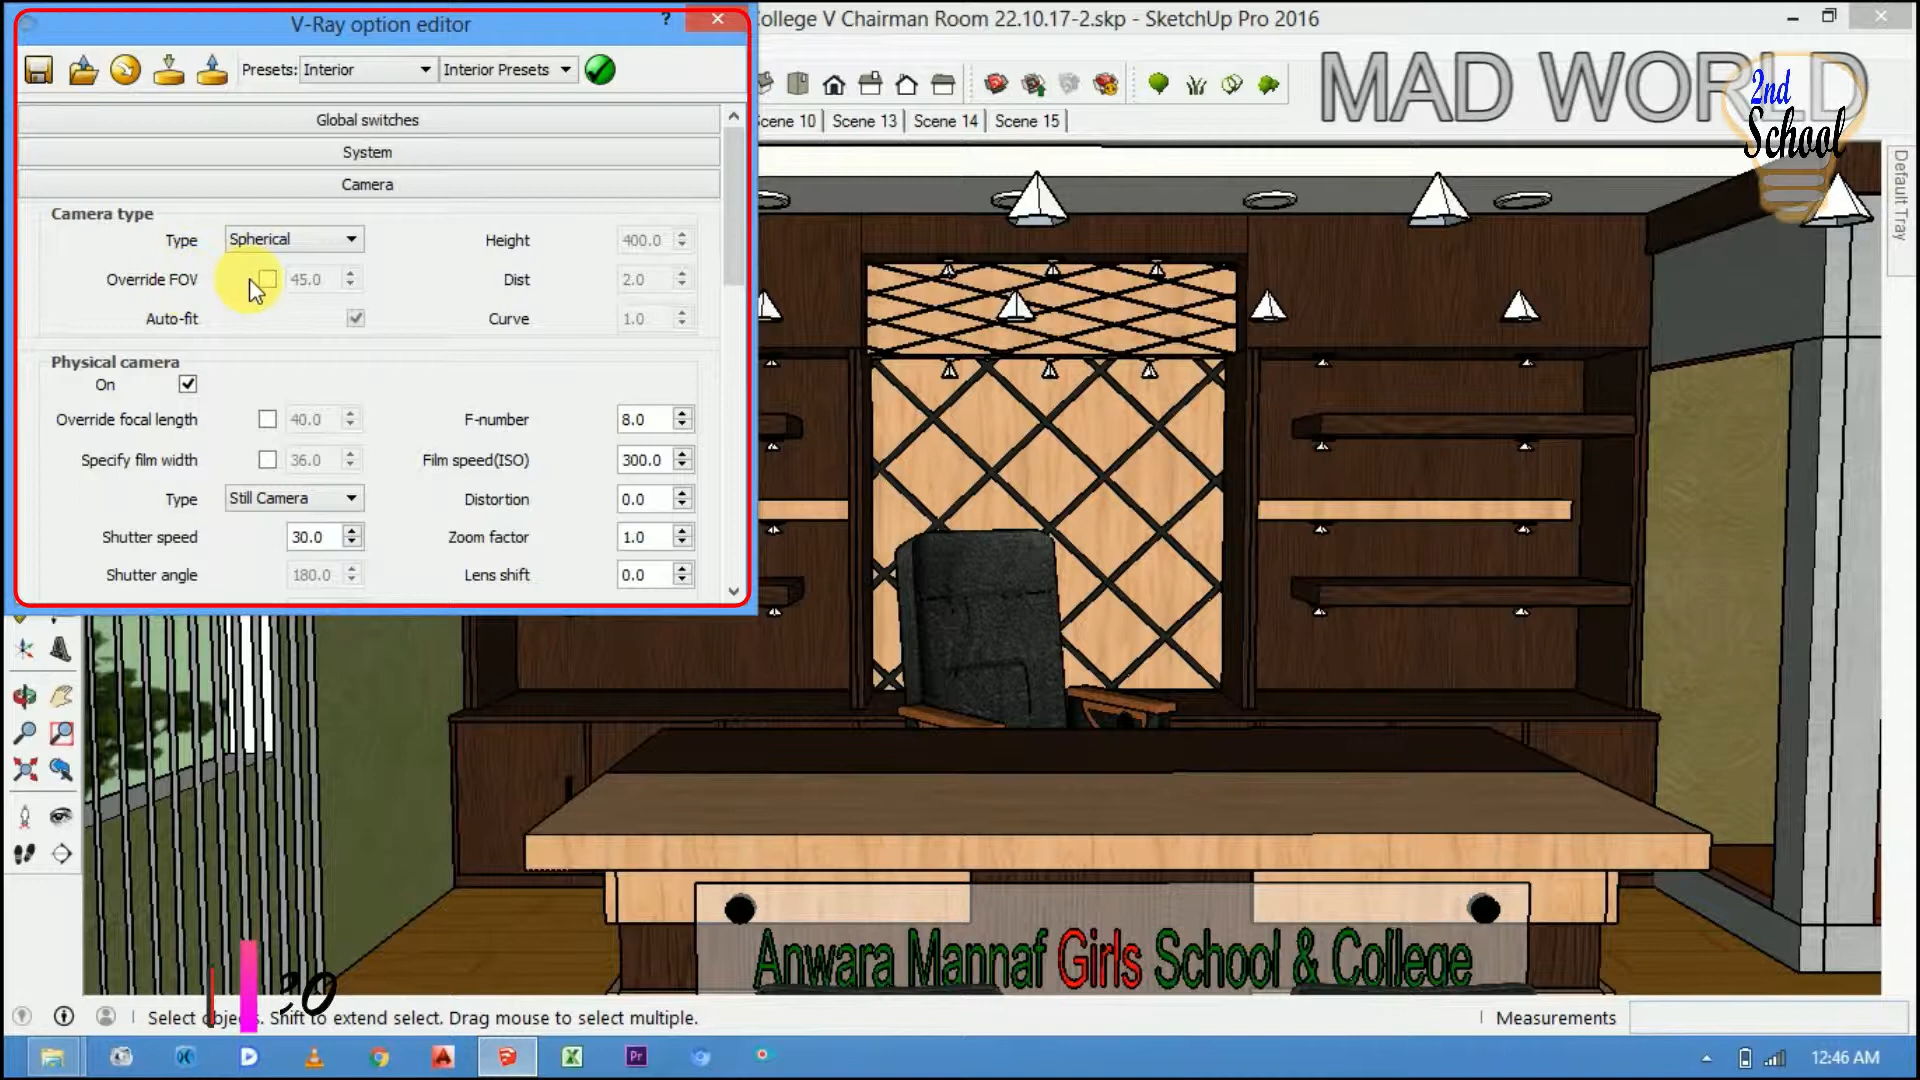 V-Ray option editor
?
College V Chairman Room 22.10.17-2.skp - SketchUp Pro 2016
Presets: Interior Interior Presets
MAD WORLD
2nd
School
Scene 10 Scene 13 Scene 14 Scene 15
Default Tray
Global switches
System
Camera
Camera type
Type Spherical Height 400.0
Override FOV 45.0 Dist 2.0
Auto-fit Curve 1.0
Physical camera
On
Override focal length 40.0 F-number 8.0
Specify film width 36.0 Film speed(ISO) 300.0
Type Still Camera Distortion 0.0
Shutter speed 30.0 Zoom factor 1.0
Shutter angle 180.0 Lens shift 0.0
Anwara Mannaf Girls School & College
Select objects. Shift to extend select. Drag mouse to select multiple.
Measurements
Pr
12:46 AM